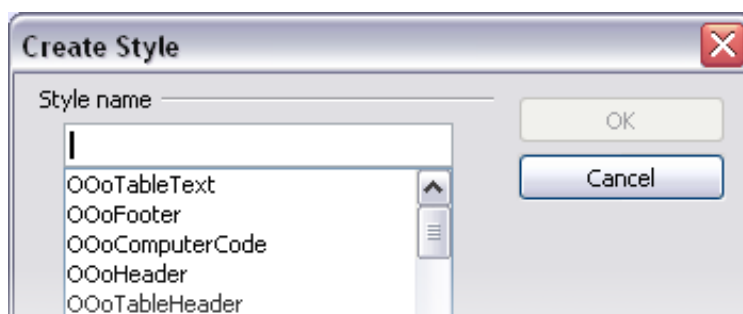 Create Style
Style name
OK
Cancel
OOoTableText
OOoFooter
OOoComputerCode
OOoHeader
OOoTableHeader